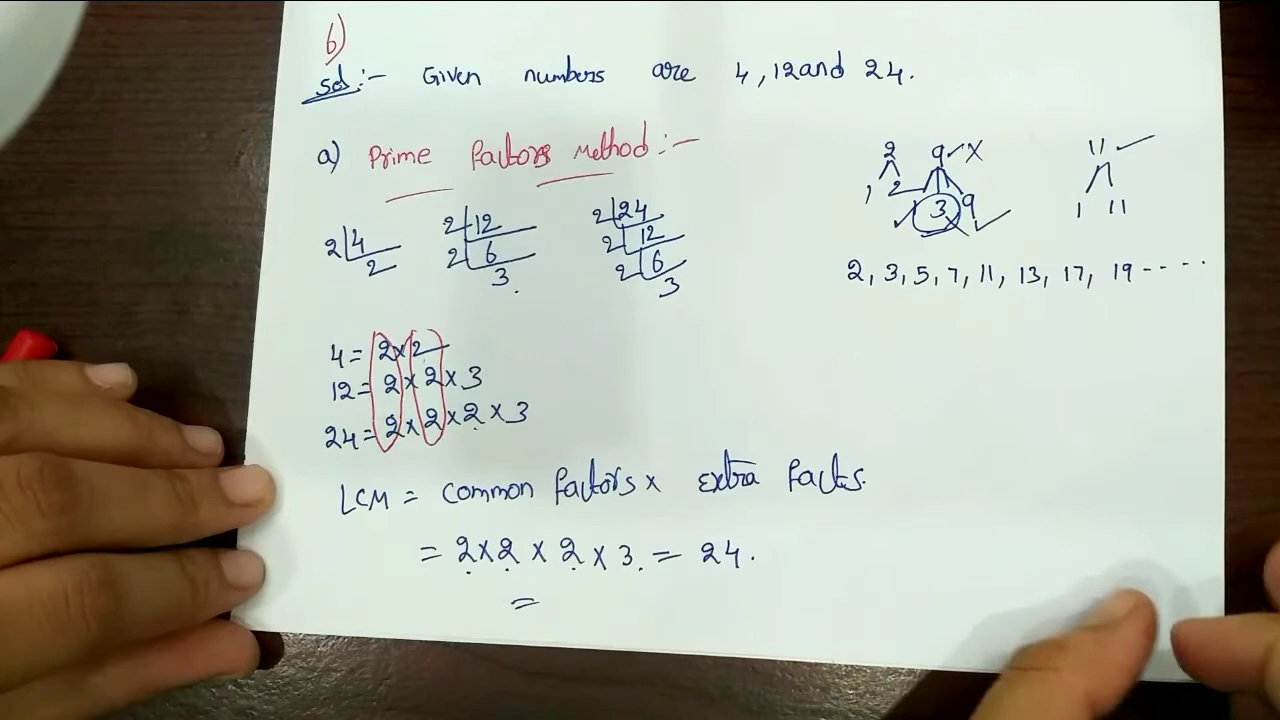 6)
Sol:- Given numbers are 4, 12 and 24.
a) Prime factors Method:-
2 9 ✓ X 11 ✓
1 2 3 9 1 11
2 4 2 12 2 24
2 2 6 2 12
3 2 6
3
2, 3, 5, 7, 11, 13, 17, 19 - - - -
4 = 2 x 2
12 = 2 x 2 x 3
24 = 2 x 2 x 2 x 3
LCM = common factors x extra
= 2 x 2 x 2 x 3 = 24.
=